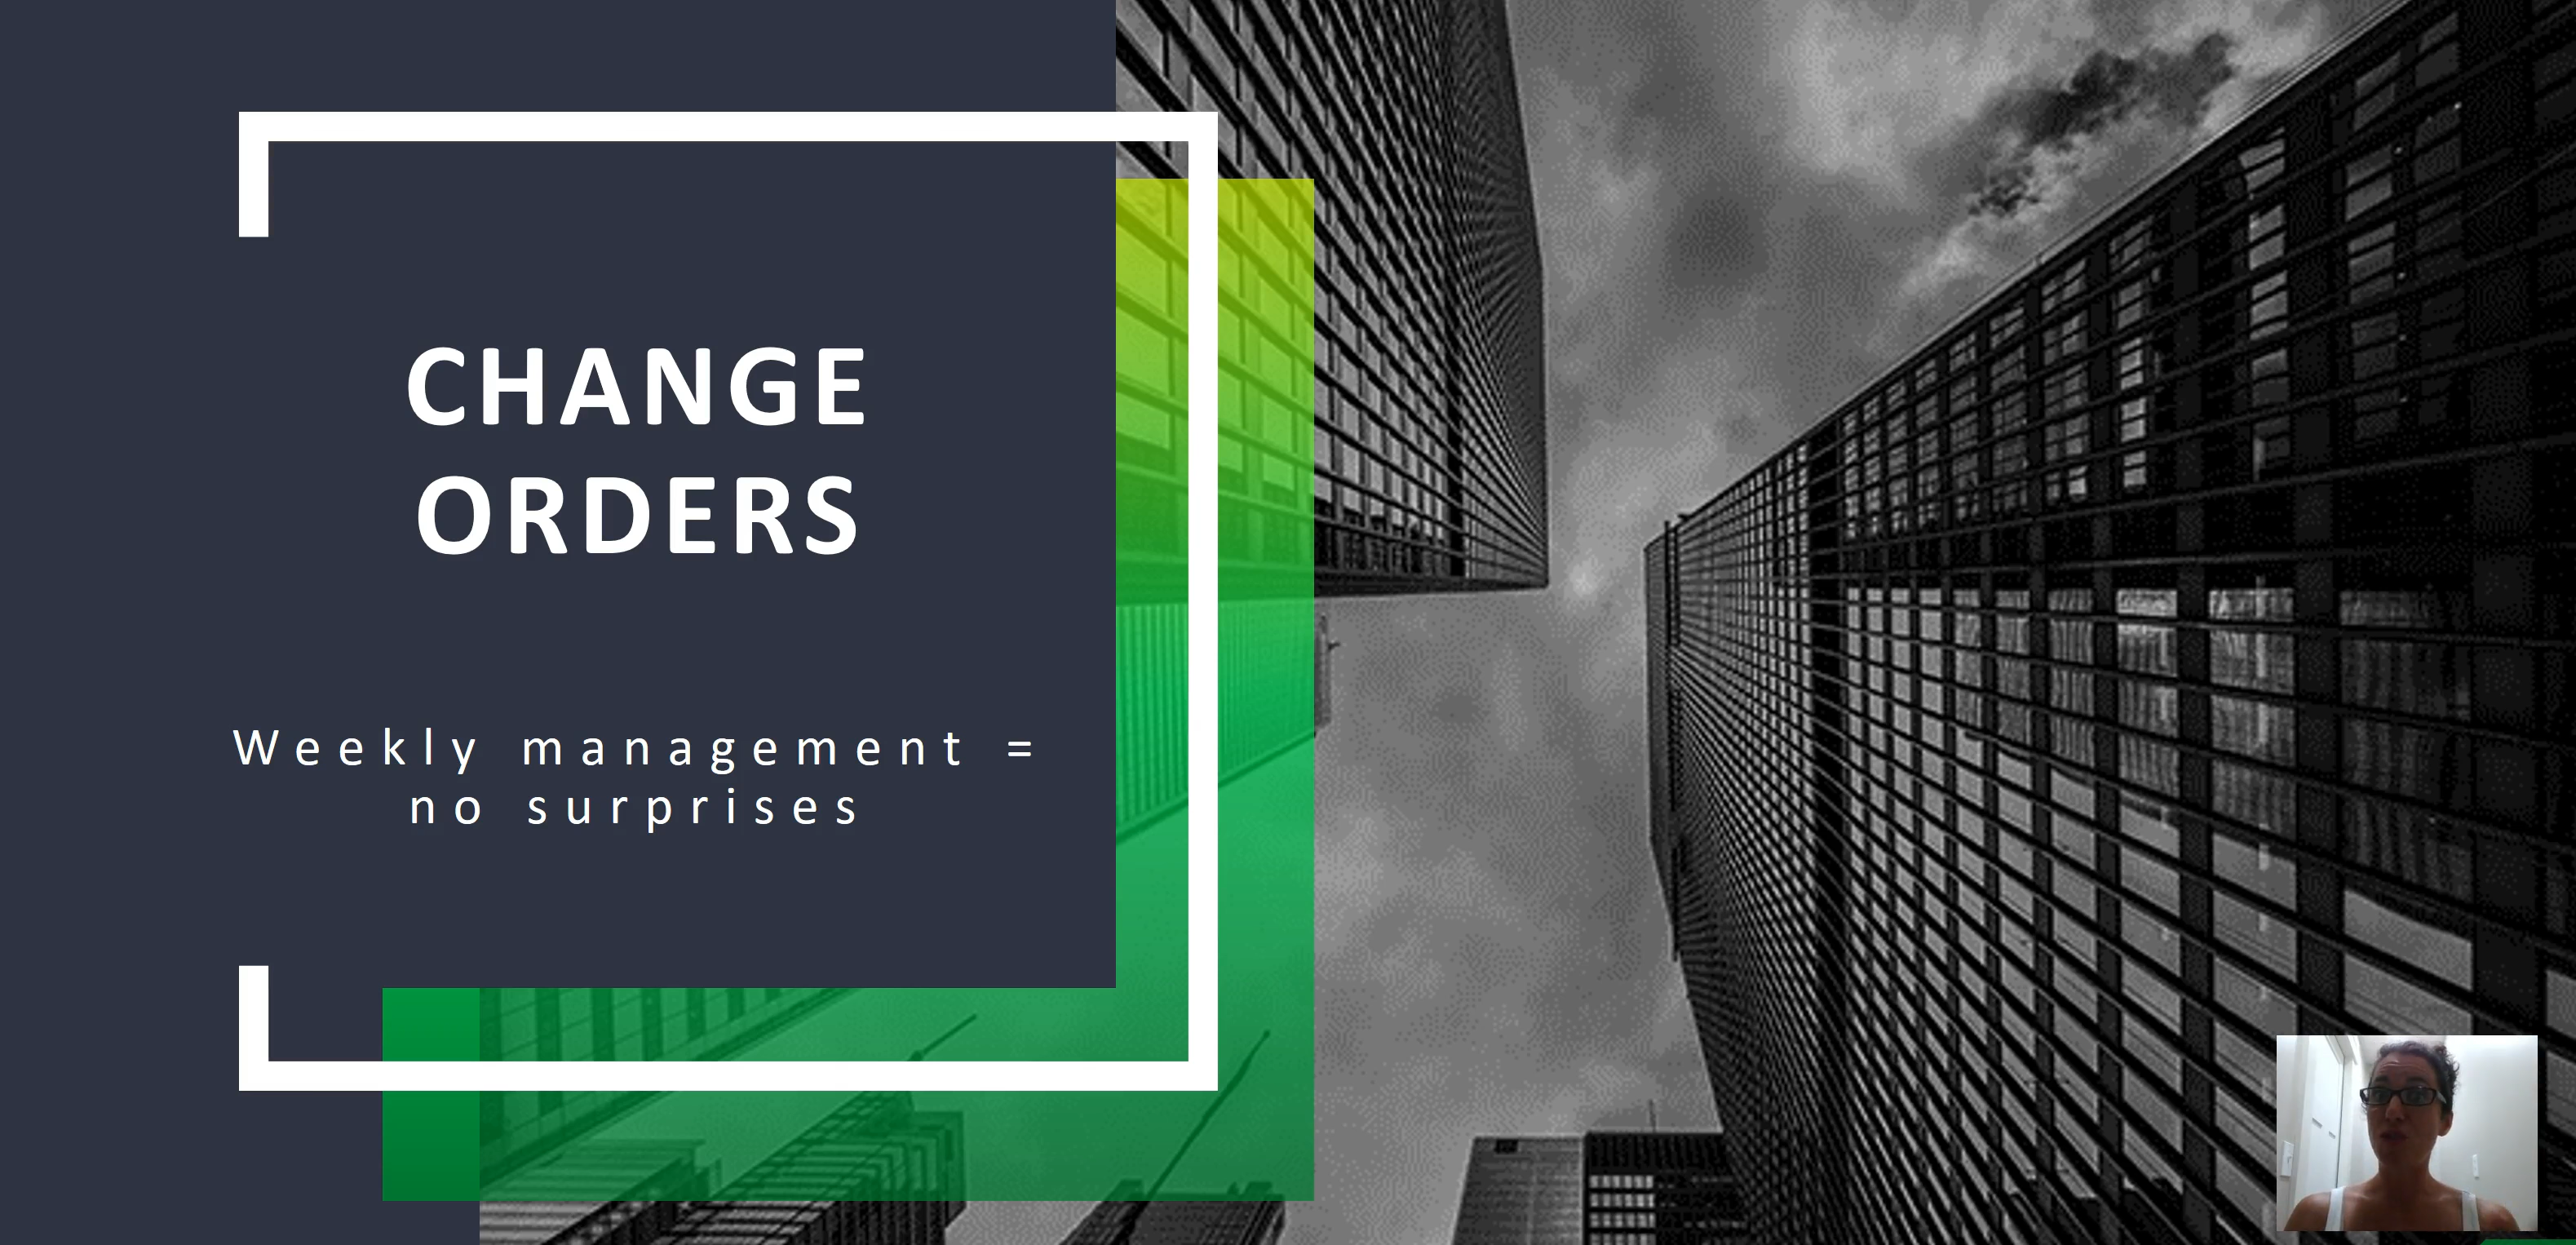 CHANGE
ORDERS
Weekly management =
no surprises